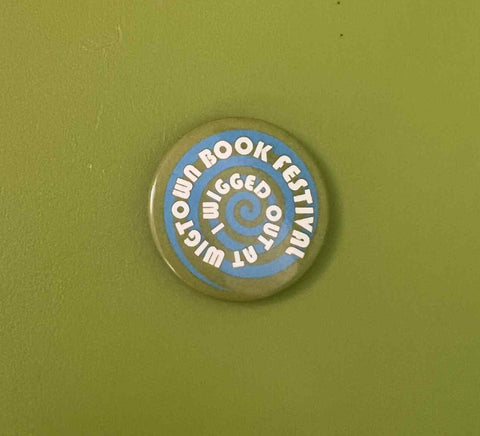 I WIGGED OUT AT WIGTOWN BOOK FESTIVAL